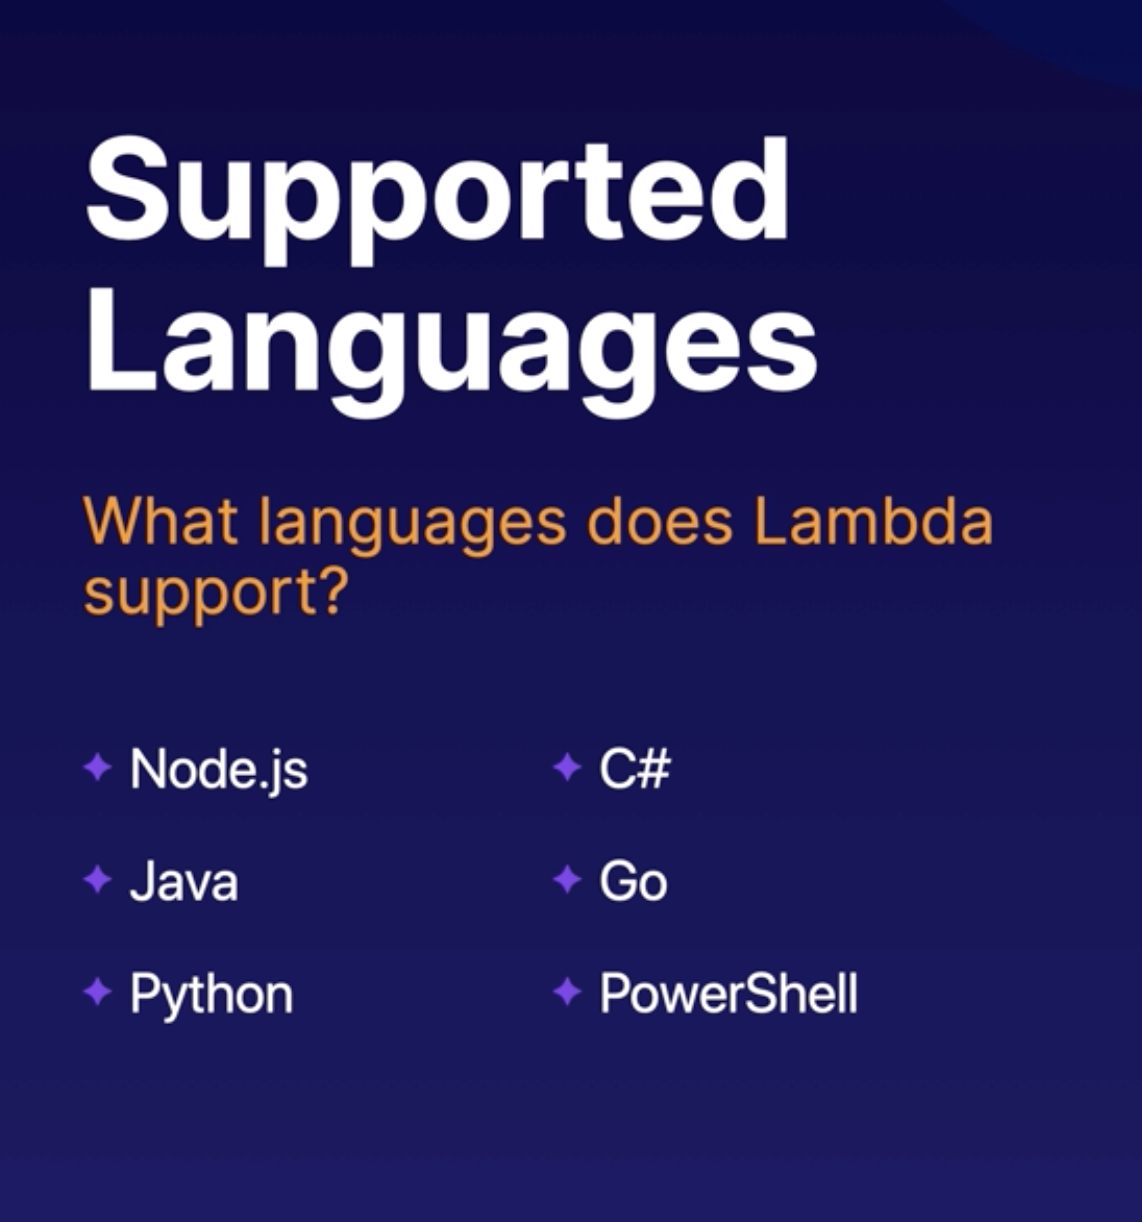 Supported
Languages
What languages does Lambda
support?
Node.js
Java
Python
C#
Go
PowerShell